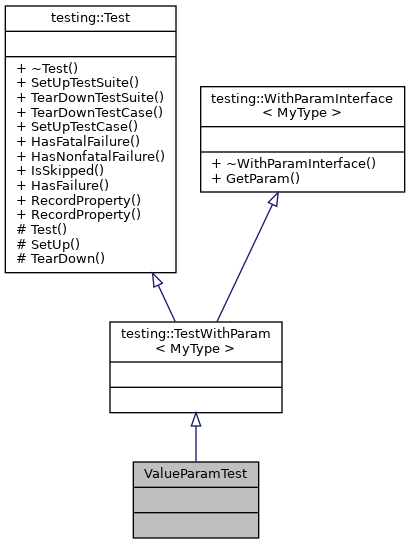 testing::Test
+ ~Test()
+ SetUpTestSuite()
+ TearDownTestSuite()
+ TearDownTestCase()
+ SetUpTestCase()
+ HasFatalFailure()
+ HasNonfatalFailure()
+ IsSkipped()
+ HasFailure()
+ RecordProperty()
+ RecordProperty()
# Test()
# SetUp()
# TearDown()
testing::WithParamInterface
< MyType >
+ ~WithParamInterface()
+ GetParam()
testing::TestWithParam
< MyType >
ValueParamTest